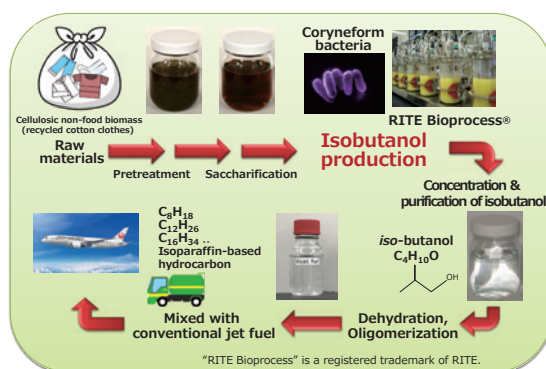 Coryneform
bacteria
Cellulosic non-food biomass
(recycled cotton clothes)
Raw
materials
Pretreatment
Saccharification
Isobutanol
production
RITE Bioprocess®
Concentration &
purification of isobutanol
iso-butanol
C4H10O
OH
Dehydration,
Oligomerization
C8H18
C12H26
C16H34 ..
Isoparaffin-based
hydrocarbon
Mixed with
conventional jet fuel
“RITE Bioprocess” is a registered trademark of RITE.